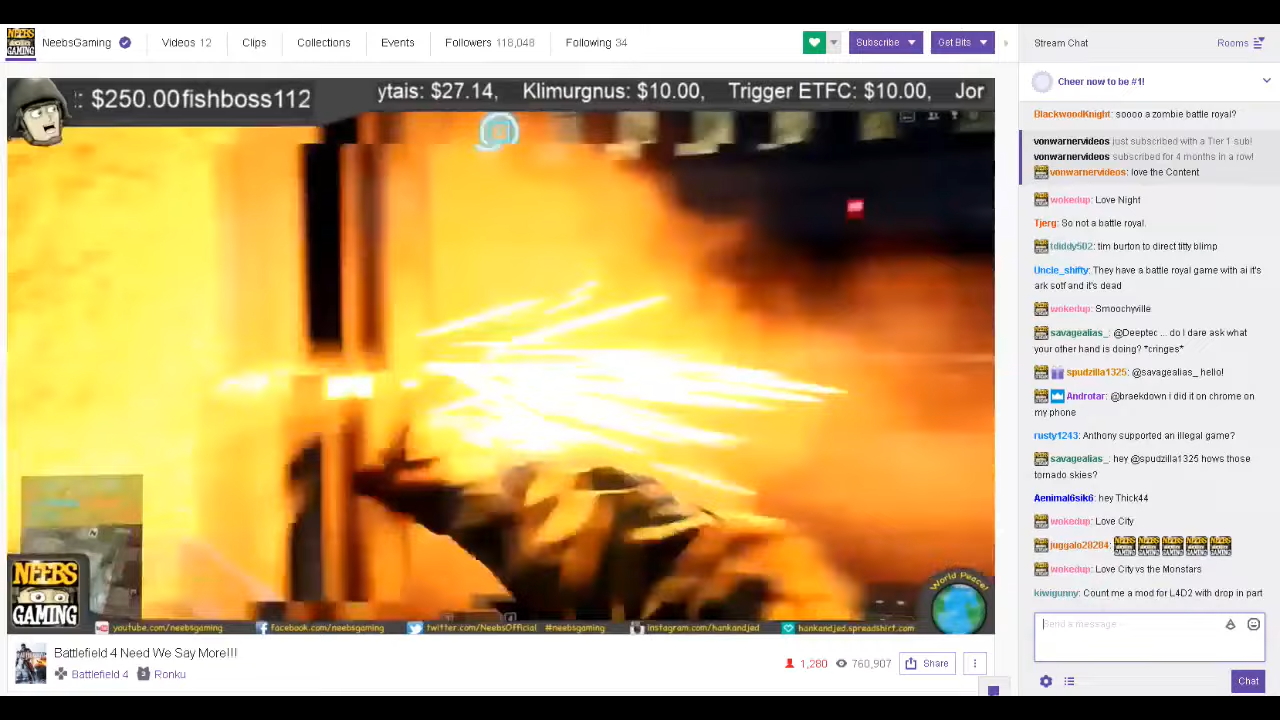 NEEBS GAMING
NeebsGaming
Videos 12
Clips
Collections
Events
Followers 118,048
Following 34
Subscribe
Get Bits
Stream Chat
Rooms
: $250.00fishboss112
ytais: $27.14, Klimurgnus: $10.00, Trigger ETFC: $10.00, Jor
Cheer now to be #1!
BlackwoodKnight: soooo a zombie battle royal?
vonwarnervideos just subscribed with a Tier 1 sub!
vonwarnervideos subscribed for 4 months in a row!
vonwarnervideos: love the Content
wokedup: Love Night
Tjerg: So not a battle royal.
tdiddy502: tim burton to direct titty blimp
Uncle_shifty: They have a battle royal game with ai it's
ark sotf and it's dead
wokedup: Smoochyville
savagealias_: @Deeptec ... do I dare ask what
your other hand is doing? *cringes*
spudzilla1325: @savagealias_ hello!
Androtar: @braekdown i did it on chrome on
my phone
rusty1243: Anthony supported an illegal game?
savagealias_: hey @spudzilla1325 hows those
tornado skies?
Aenimal6sik6: hey Thick44
wokedup: Love City
juggalo20204:
wokedup: Love City vs the Monstars
kiwigunny: Count me a mod for L4D2 with drop in part
Send a message
Chat
NEEBS
GAMING
World Peace!
youtube.com/neebsgaming
facebook.com/neebsgaming
twitter.com/NeebsOfficial #neebsgaming
instagram.com/hankandjed
hankandjed.spreadshirt.com
Battlefield 4 Need We Say More!!!
Battlefield 4
Ronku
1,280
760,907
Share